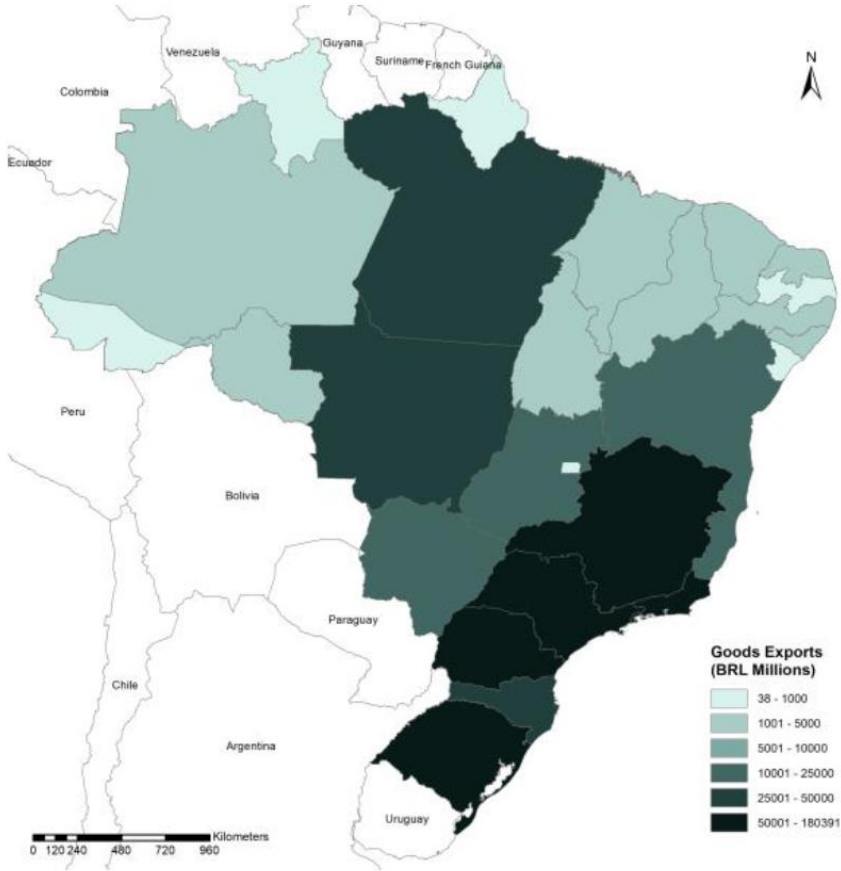 Guyana
Venezuela
Suriname
French Guiana
N
Colombia
Ecuador
Peru
Bolivia
Paraguay
Chile
Argentina
Uruguay
Goods Exports
(BRL Millions)
38 - 1000
1001 - 5000
5001 - 10000
10001 - 25000
25001 - 50000
50001 - 180391
Kilometers
0 120 240 480 720 960